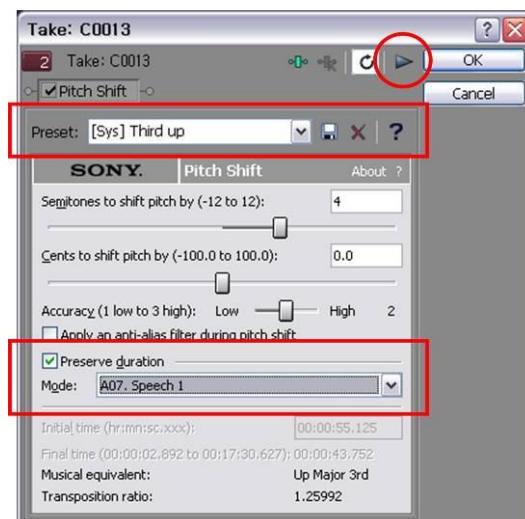 Take: C0013
?
X
2 Take: C0013
OK
Pitch Shift
Cancel
Preset: [Sys] Third up
?
SONY. Pitch Shift About ?
Semitones to shift pitch by (-12 to 12): 4
Cents to shift pitch by (-100.0 to 100.0): 0.0
Accuracy (1 low to 3 high): Low High 2
Apply an anti-alias filter during pitch shift
Preserve duration
Mode: A07. Speech 1
Initial time (hr:mn:sc.xxx): 00:00:55.125
Final time (00:00:02.892 to 00:17:30.627): 00:00:43.752
Musical equivalent: Up Major 3rd
Transposition ratio: 1.25992